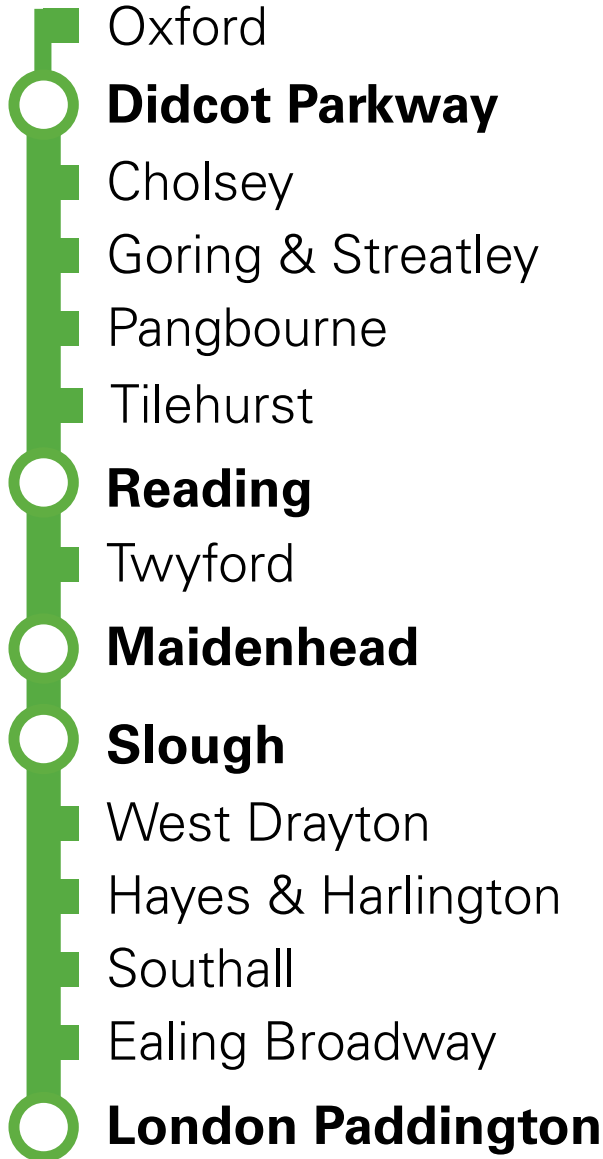 Oxford
Didcot Parkway
Cholsey
Goring & Streatley
Pangbourne
Tilehurst
Reading
Twyford
Maidenhead
Slough
West Drayton
Hayes & Harlington
Southall
Ealing Broadway
London Paddington